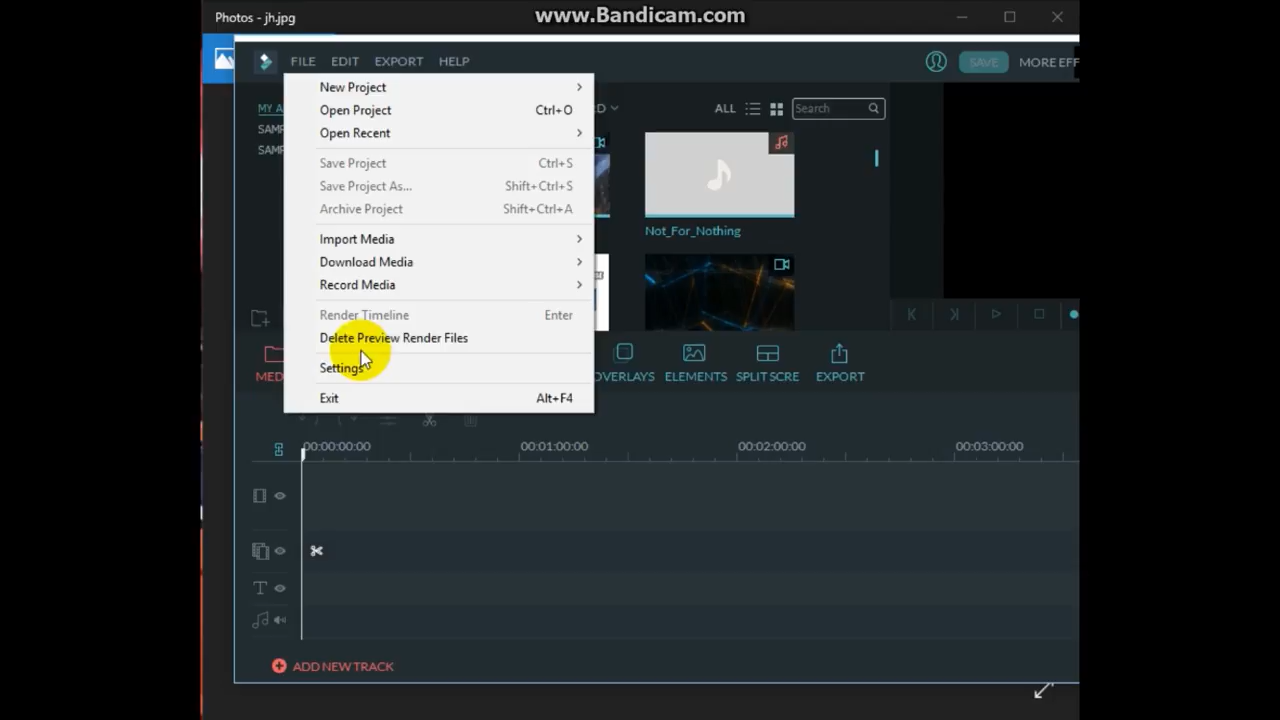 Photos - jh.jpg
www.Bandicam.com
FILE EDIT EXPORT HELP
SAVE
MORE EFF
New Project
Open Project Ctrl+O
Open Recent
Save Project Ctrl+S
Save Project As... Shift+Ctrl+S
Archive Project Shift+Ctrl+A
Import Media
Download Media
Record Media
Render Timeline Enter
Delete Preview Render Files
Settings
Exit Alt+F4
MY A
SAMP
SAMP
D
ALL
Search
Not_For_Nothing
MED
OVERLAYS ELEMENTS SPLIT SCRE EXPORT
00:00:00:00 00:01:00:00 00:02:00:00 00:03:00:00
T
ADD NEW TRACK